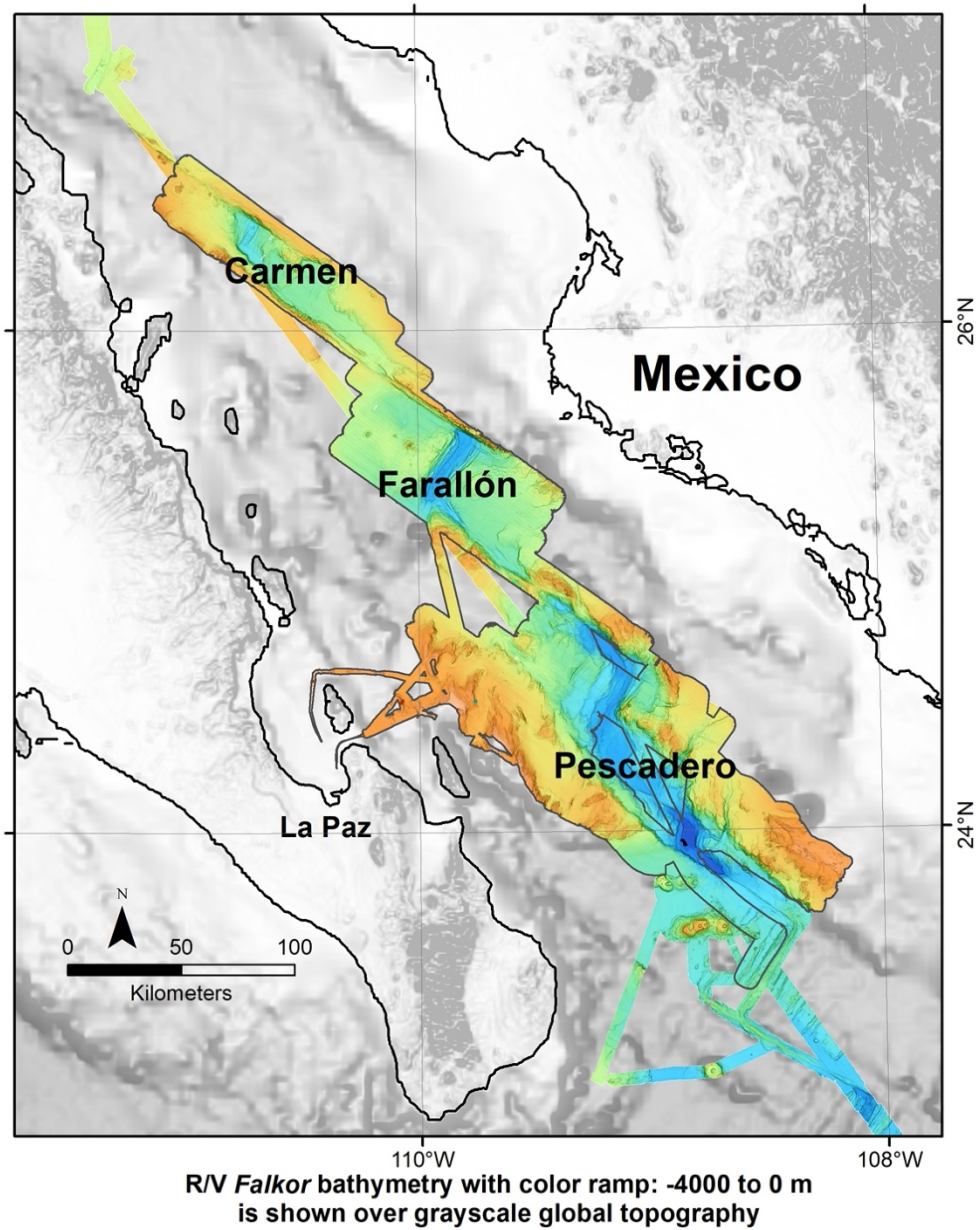 Carmen
26°N
Mexico
Farallón
Pescadero
La Paz
24°N
N
0 50 100
Kilometers
110°W 108°W
R/V Falkor bathymetry with color ramp: -4000 to 0 m
is shown over grayscale global topography